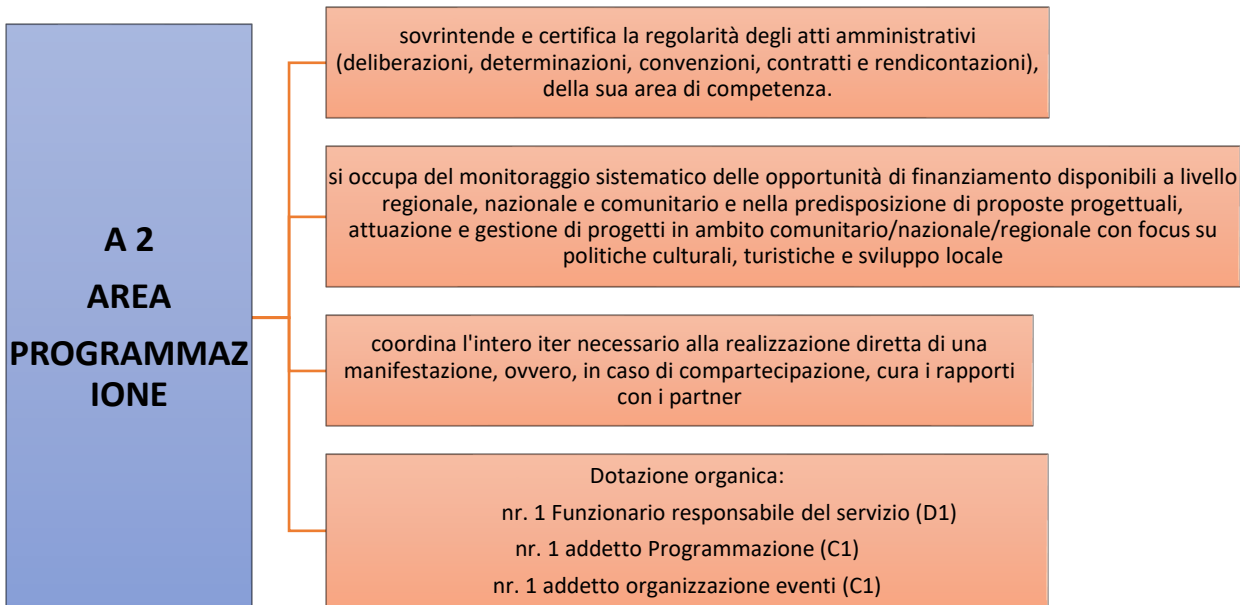 A 2
AREA
PROGRAMMAZ
IONE
sovrintende e certifica la regolarità degli atti amministrativi
(deliberazioni, determinazioni, convenzioni, contratti e rendicontazioni),
della sua area di competenza.
si occupa del monitoraggio sistematico delle opportunità di finanziamento disponibili a livello
regionale, nazionale e comunitario e nella predisposizione di proposte progettuali,
attuazione e gestione di progetti in ambito comunitario/nazionale/regionale con focus su
politiche culturali, turistiche e sviluppo locale
coordina l'intero iter necessario alla realizzazione diretta di una
manifestazione, ovvero, in caso di compartecipazione, cura i rapporti
con i partner
Dotazione organica:
nr. 1 Funzionario responsabile del servizio (D1)
nr. 1 addetto Programmazione (C1)
nr. 1 addetto organizzazione eventi (C1)